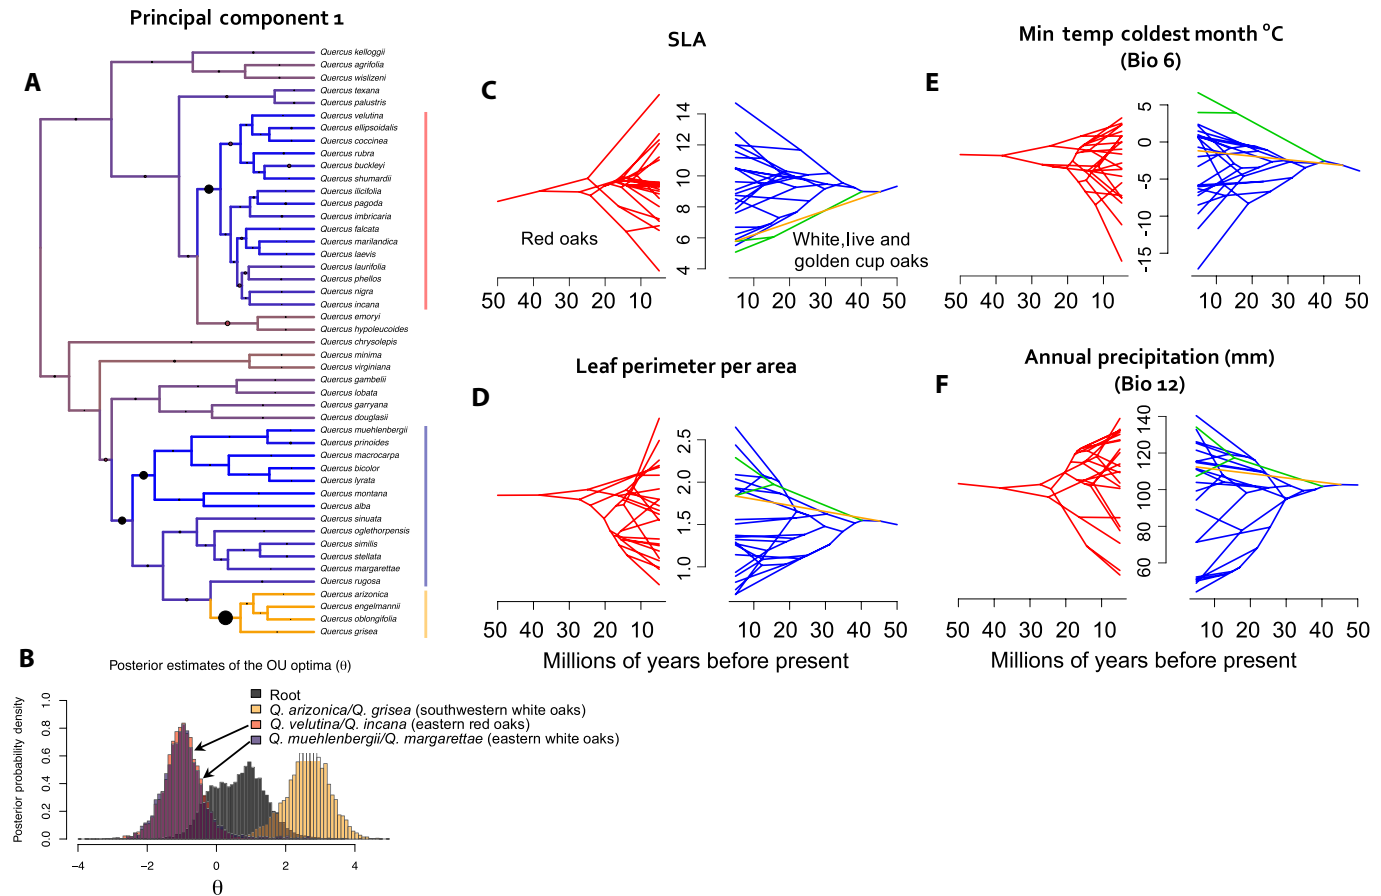 Principal component 1
A
Quercus kelloggii
Quercus agrifolia
Quercus wislizeni
Quercus texana
Quercus palustris
Quercus velutina
Quercus ellipsoidalis
Quercus coccinea
Quercus rubra
Quercus buckleyi
Quercus shumardii
Quercus ilicifolia
Quercus pagoda
Quercus imbricaria
Quercus falcata
Quercus marilandica
Quercus laevis
Quercus laurifolia
Quercus phellos
Quercus nigra
Quercus incana
Quercus emoryi
Quercus hypoleucoides
Quercus chrysolepis
Quercus minima
Quercus virginiana
Quercus gambelii
Quercus lobata
Quercus garryana
Quercus douglasii
Quercus muehlenbergii
Quercus prinoides
Quercus macrocarpa
Quercus bicolor
Quercus lyrata
Quercus montana
Quercus alba
Quercus sinuata
Quercus oglethorpensis
Quercus similis
Quercus stellata
Quercus margarettae
Quercus rugosa
Quercus arizonica
Quercus engelmannii
Quercus oblongifolia
Quercus grisea
B
Posterior estimates of the OU optima (θ)
Root
Q. arizonica/Q. grisea (southwestern white oaks)
Q. velutina/Q. incana (eastern red oaks)
Q. muehlenbergii/Q. margarettae (eastern white oaks)
Posterior probability density
0.0 0.2 0.4 0.6 0.8 1.0
−4 −2 0 2 4
θ
SLA
C
4 6 8 10 12 14
Red oaks
White,live and
golden cup oaks
50 40 30 20 10
10 20 30 40 50
Leaf perimeter per area
D
1.0 1.5 2.0 2.5
50 40 30 20 10
10 20 30 40 50
Millions of years before present
Min temp coldest month °C
(Bio 6)
E
-15 -10 -5 0 5
50 40 30 20 10
10 20 30 40 50
Annual precipitation (mm)
(Bio 12)
F
60 80 100 120 140
50 40 30 20 10
10 20 30 40 50
Millions of years before present